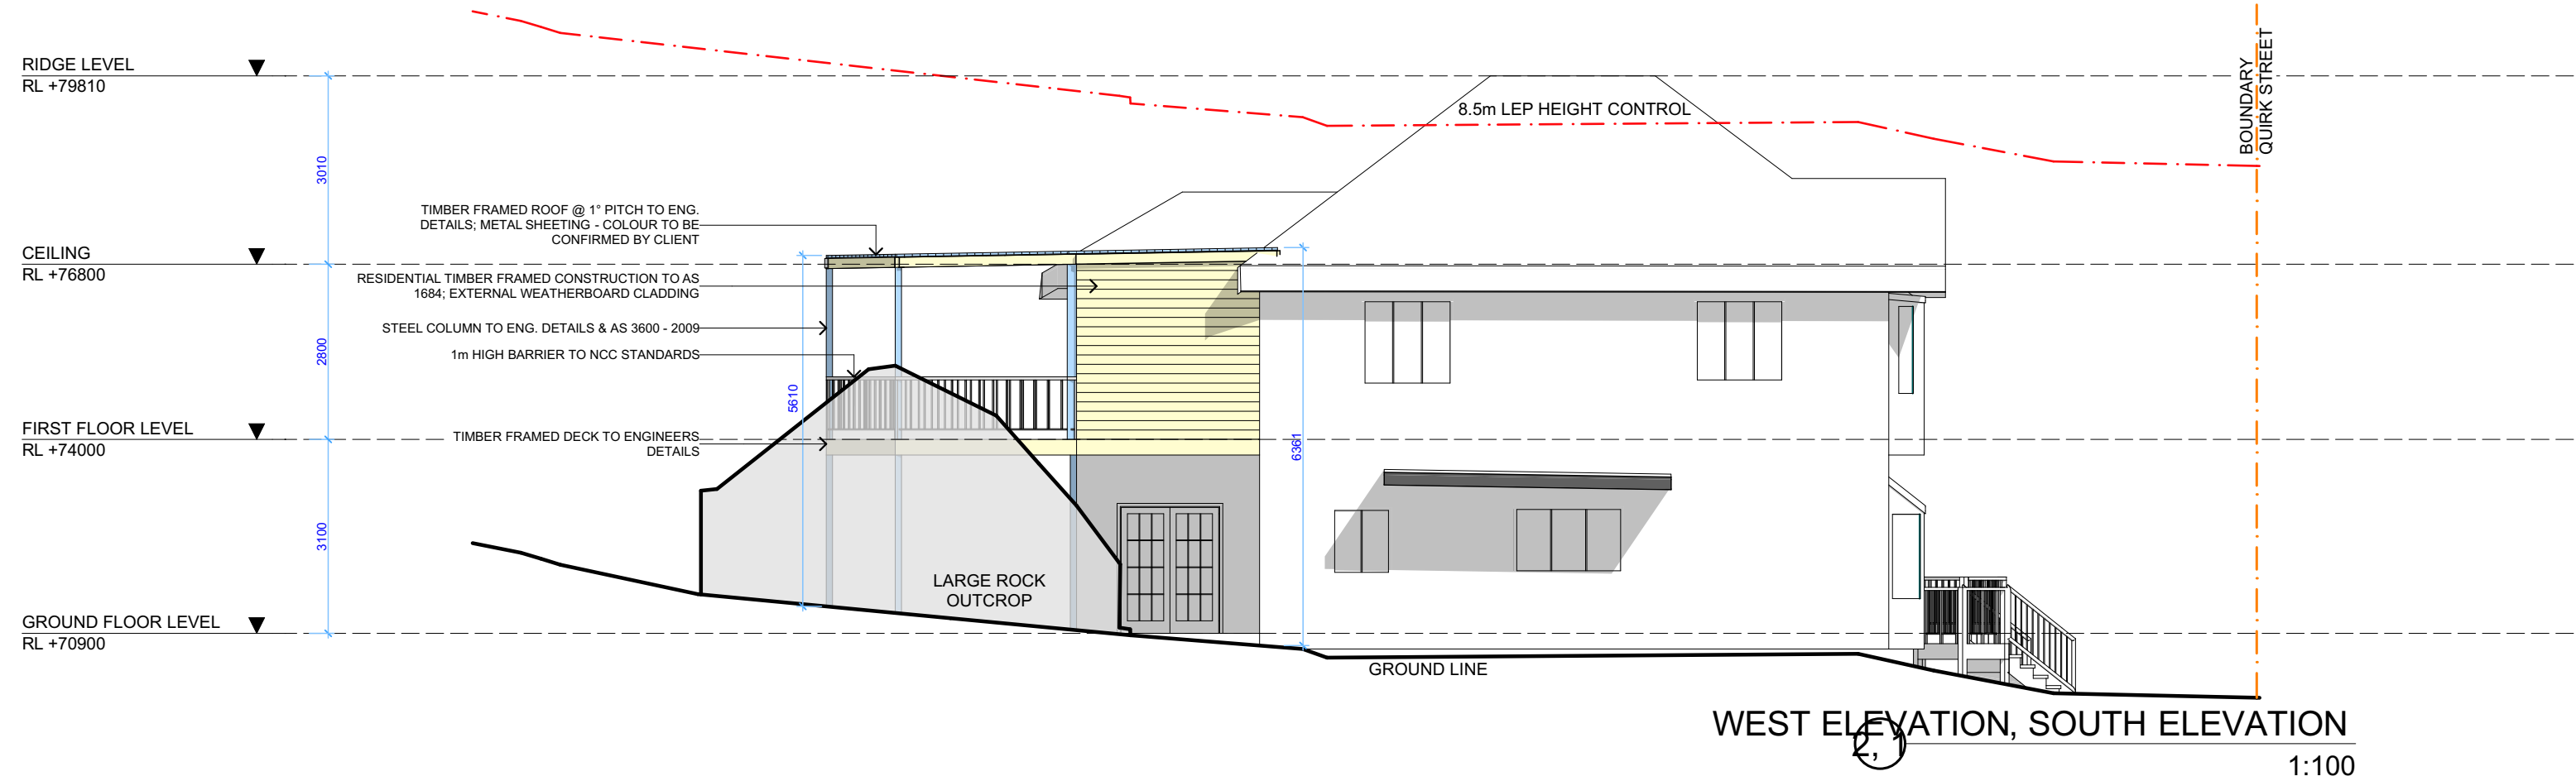 RIDGE LEVEL
RL +79810
CEILING
RL +76800
FIRST FLOOR LEVEL
RL +74000
GROUND FLOOR LEVEL
RL +70900
3010
2800
3100
TIMBER FRAMED ROOF @ 1° PITCH TO ENG.
DETAILS; METAL SHEETING - COLOUR TO BE
CONFIRMED BY CLIENT
RESIDENTIAL TIMBER FRAMED CONSTRUCTION TO AS
1684; EXTERNAL WEATHERBOARD CLADDING
STEEL COLUMN TO ENG. DETAILS & AS 3600 - 2009
1m HIGH BARRIER TO NCC STANDARDS
TIMBER FRAMED DECK TO ENGINEERS
DETAILS
5610
LARGE ROCK
OUTCROP
6361
8.5m LEP HEIGHT CONTROL
GROUND LINE
BOUNDARY
QUIRK STREET
WEST ELEVATION, SOUTH ELEVATION
2, 1
1:100